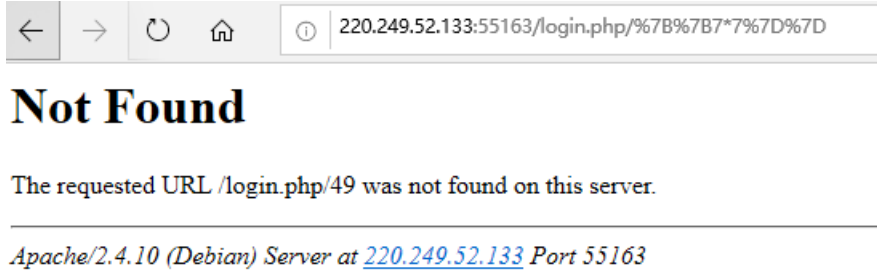 220.249.52.133:55163/login.php/%7B%7B7*7%7D%7D
Not Found
The requested URL /login.php/49 was not found on this server.
Apache/2.4.10 (Debian) Server at 220.249.52.133 Port 55163